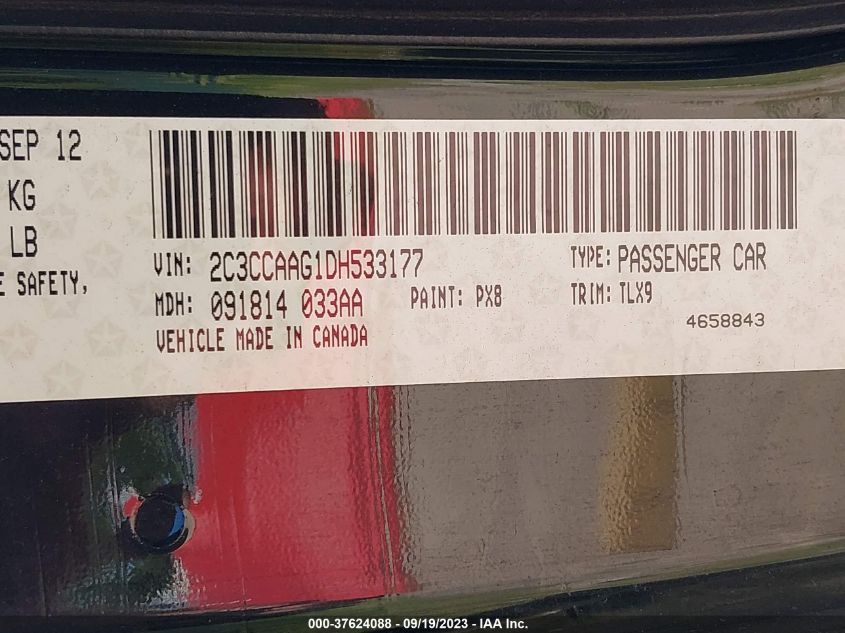 SEP 12
KG
LB
E SAFETY,
VIN: 2C3CCAAG1DH533177
TYPE: PASSENGER CAR
MDH: 091814 033AA
PAINT: PX8
TRIM: TLX9
VEHICLE MADE IN CANADA
4658843
000-37624088 - 09/19/2023 - IAA Inc.